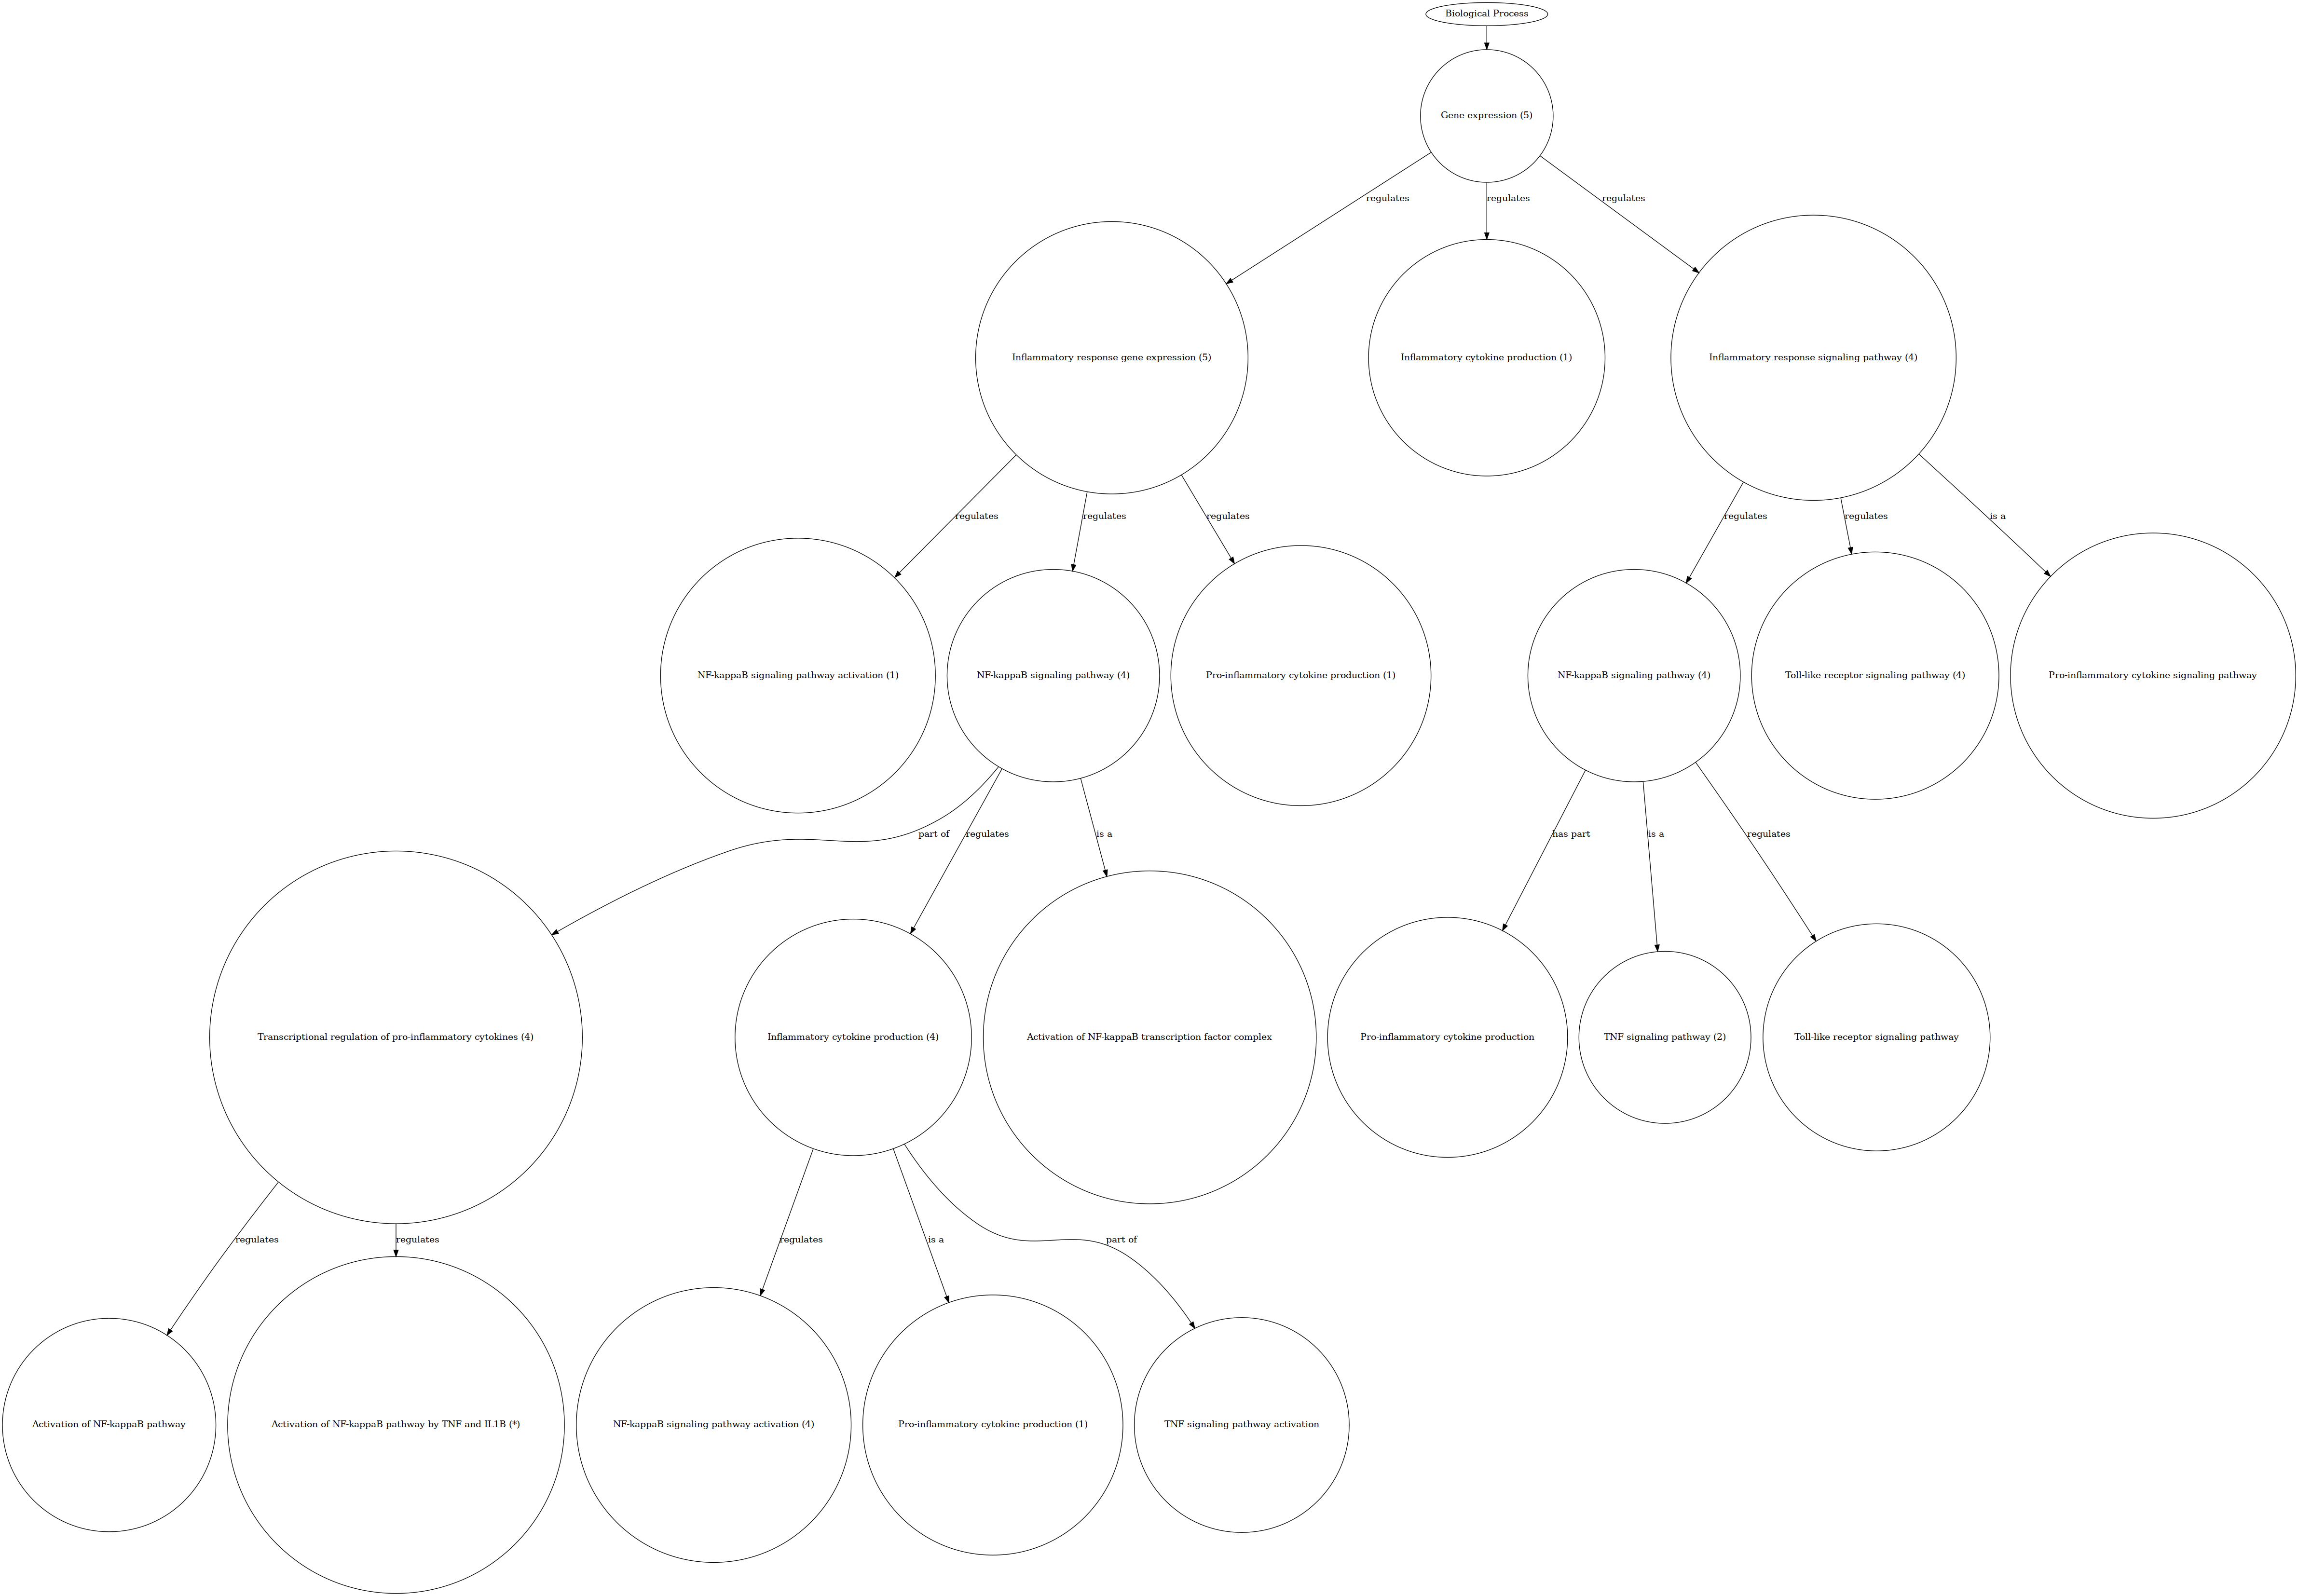 Biological Process
Gene expression (5)
regulates
regulates
regulates
Inflammatory response gene expression (5)
Inflammatory cytokine production (1)
Inflammatory response signaling pathway (4)
regulates
regulates
regulates
regulates
regulates
is a
NF-kappaB signaling pathway activation (1)
NF-kappaB signaling pathway (4)
Pro-inflammatory cytokine production (1)
NF-kappaB signaling pathway (4)
Toll-like receptor signaling pathway (4)
Pro-inflammatory cytokine signaling pathway
part of
regulates
is a
has part
is a
regulates
Transcriptional regulation of pro-inflammatory cytokines (4)
Inflammatory cytokine production (4)
Activation of NF-kappaB transcription factor complex
Pro-inflammatory cytokine production
TNF signaling pathway (2)
Toll-like receptor signaling pathway
regulates
regulates
regulates
is a
part of
Activation of NF-kappaB pathway
Activation of NF-kappaB pathway by TNF and IL1B (*)
NF-kappaB signaling pathway activation (4)
Pro-inflammatory cytokine production (1)
TNF signaling pathway activation